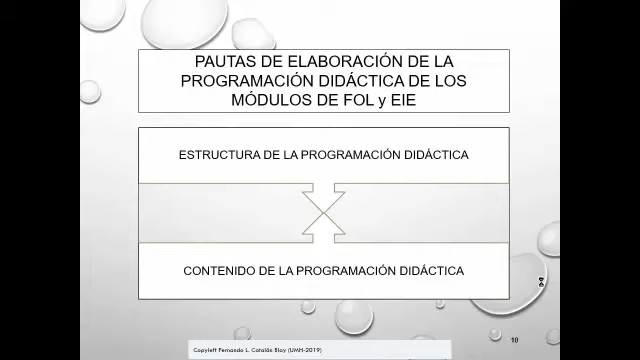 PAUTAS DE ELABORACIÓN DE LA
PROGRAMACIÓN DIDÁCTICA DE LOS
MÓDULOS DE FOL y EIE
ESTRUCTURA DE LA PROGRAMACIÓN DIDÁCTICA
CONTENIDO DE LA PROGRAMACIÓN DIDÁCTICA
10
Copyleft Fernando L. Catalán Blay (UMH-2019)